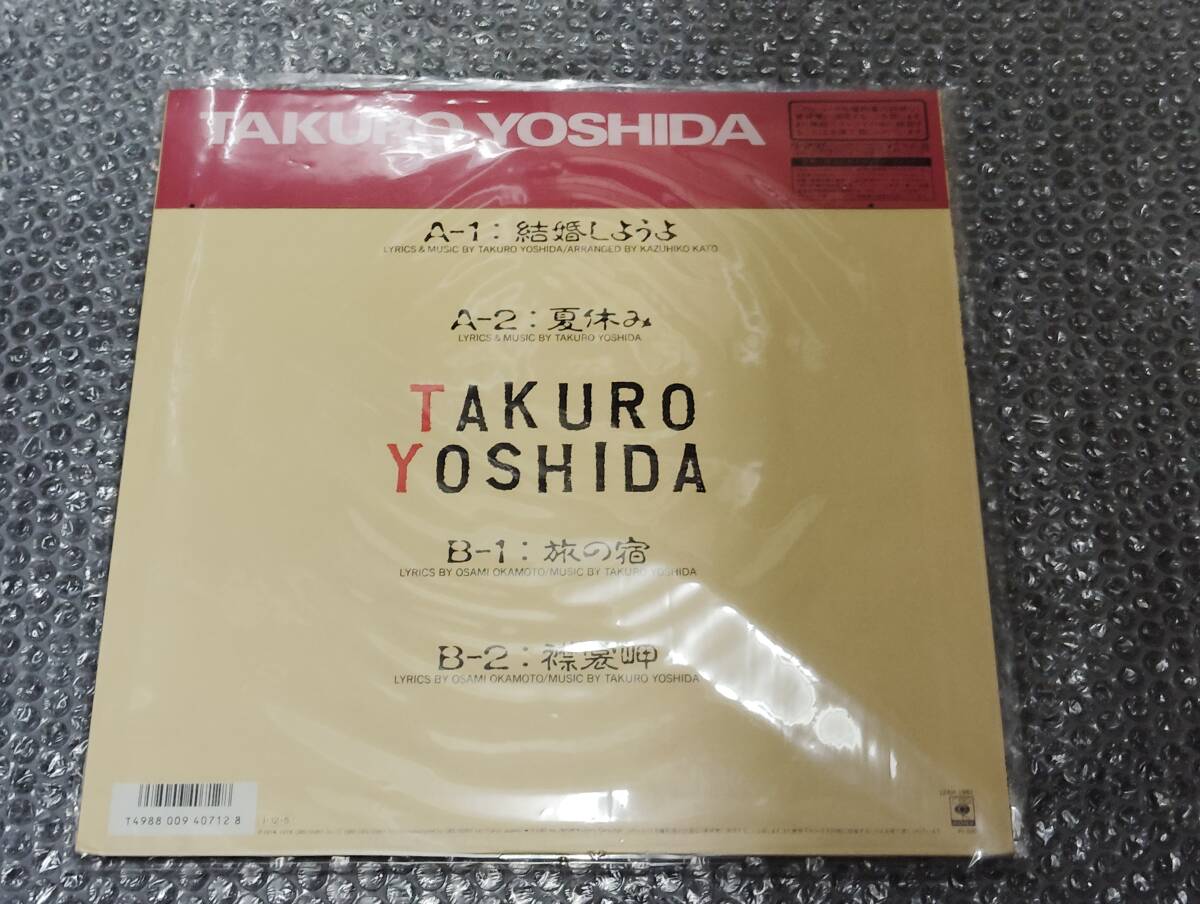 TAKURO YOSHIDA
A-1:結婚しようよ
LYRICS & MUSIC BY TAKURO YOSHIDA/ARRANGED BY KAZUHIKO KATO
A-2:夏休み
LYRICS & MUSIC BY TAKURO YOSHIDA
TAKURO
YOSHIDA
B-1:旅の宿
LYRICS BY OSAMI OKAMOTO/MUSIC BY TAKURO YOSHIDA
B-2:襟裳岬
LYRICS BY OSAMI OKAMOTO/MUSIC BY TAKURO YOSHIDA
T4988 009 40712 8